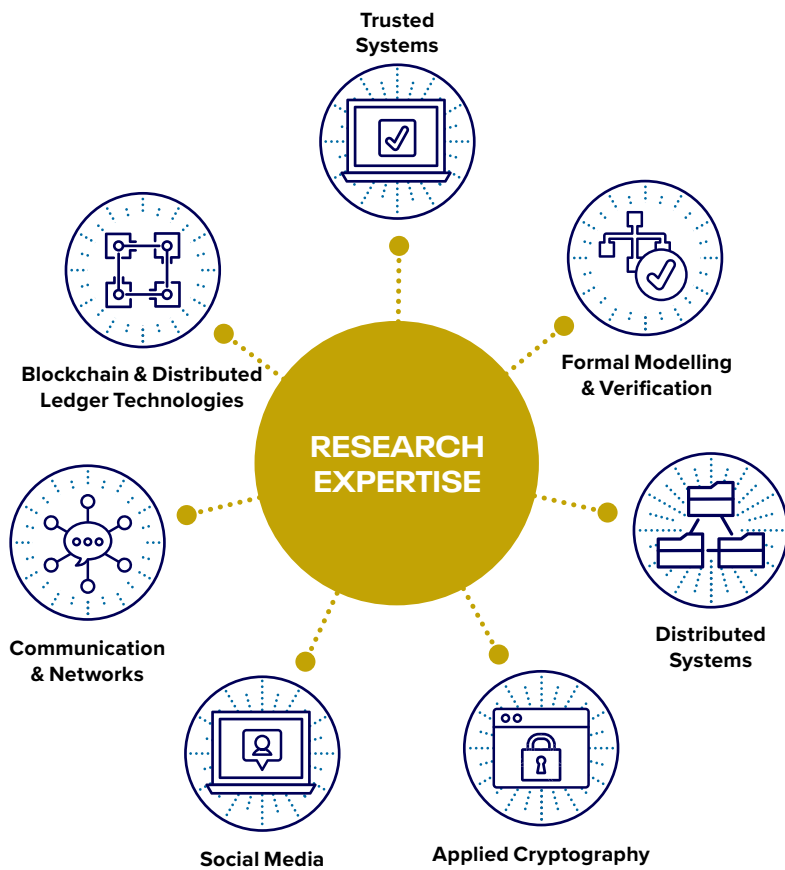 Trusted
Systems
Formal Modelling
& Verification
Distributed
Systems
Applied Cryptography
Social Media
Communication
& Networks
Blockchain & Distributed
Ledger Technologies
RESEARCH
EXPERTISE